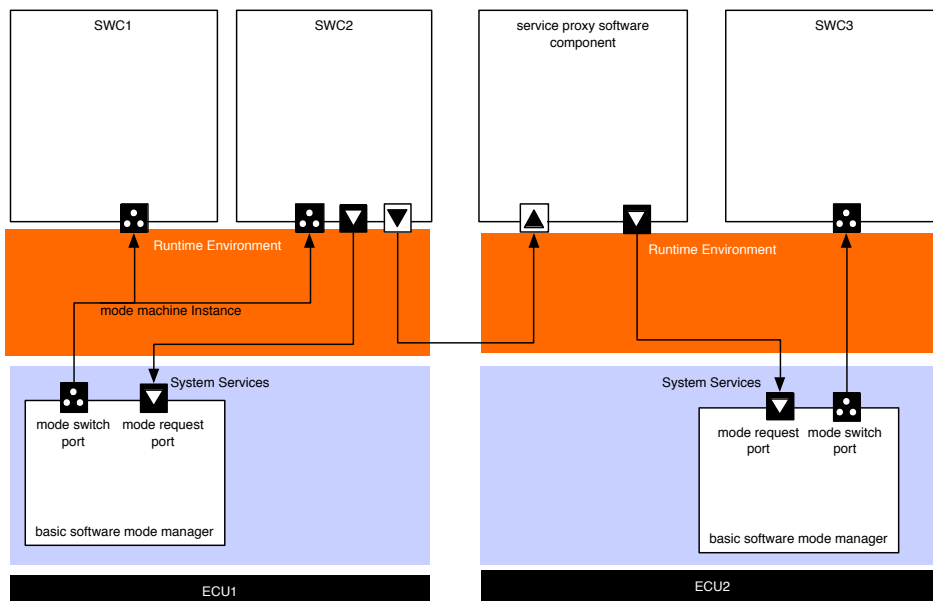 SWC1
SWC2
service proxy software
component
SWC3
Runtime Environment
Runtime Environment
mode machine Instance
System Services
System Services
mode switch
port
mode request
port
mode request
port
mode switch
port
basic software mode manager
basic software mode manager
ECU1
ECU2